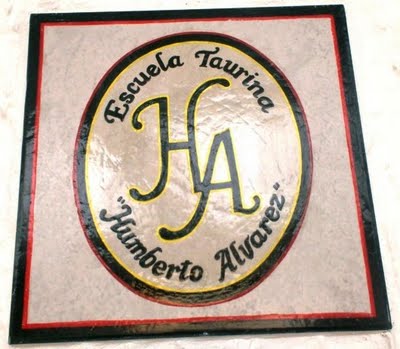 Escuela Taurina
HA
"Humberto Alvarez"